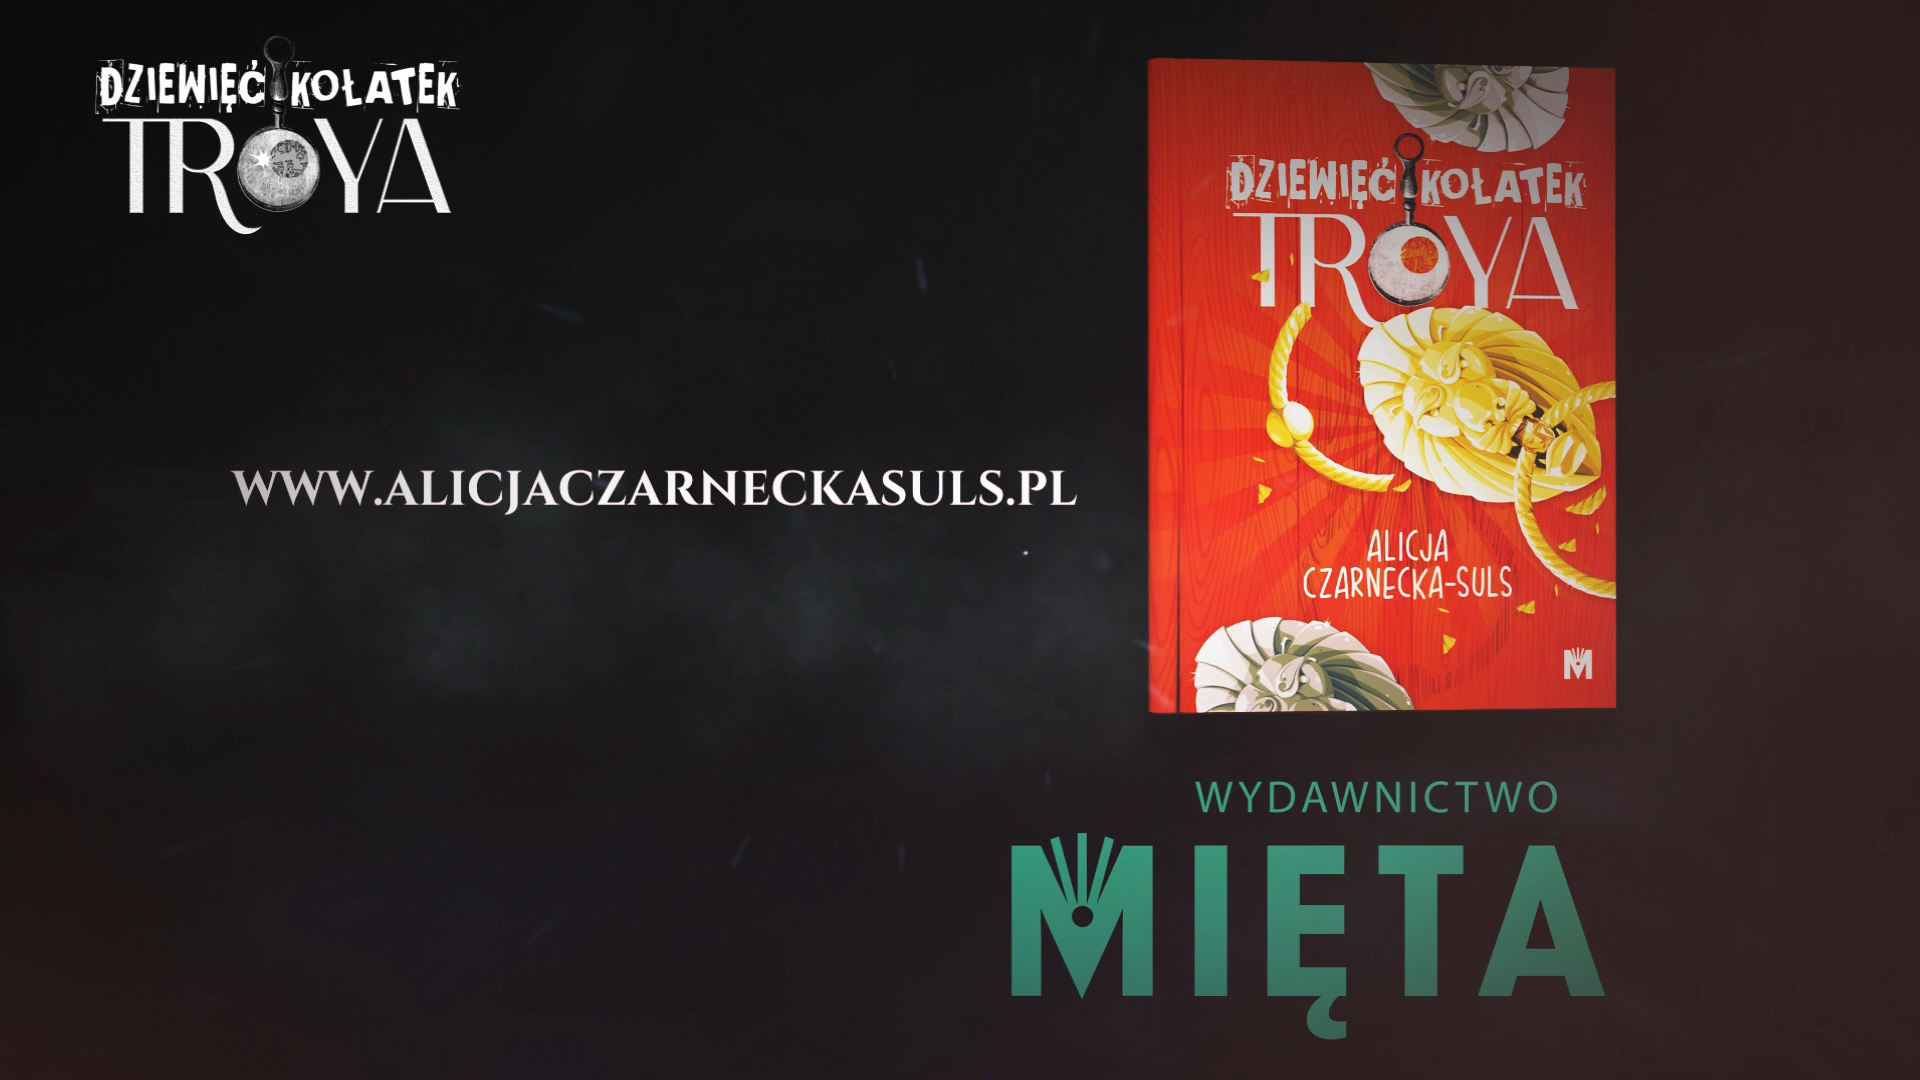 DZIEWIĘĆ KOŁATEK
TROYA
WWW.ALICJACZARNECKASULS.PL
DZIEWIĘĆ KOŁATEK
TROYA
ALICJA
CZARNECKA-SULS
M
WYDAWNICTWO
MIĘTA